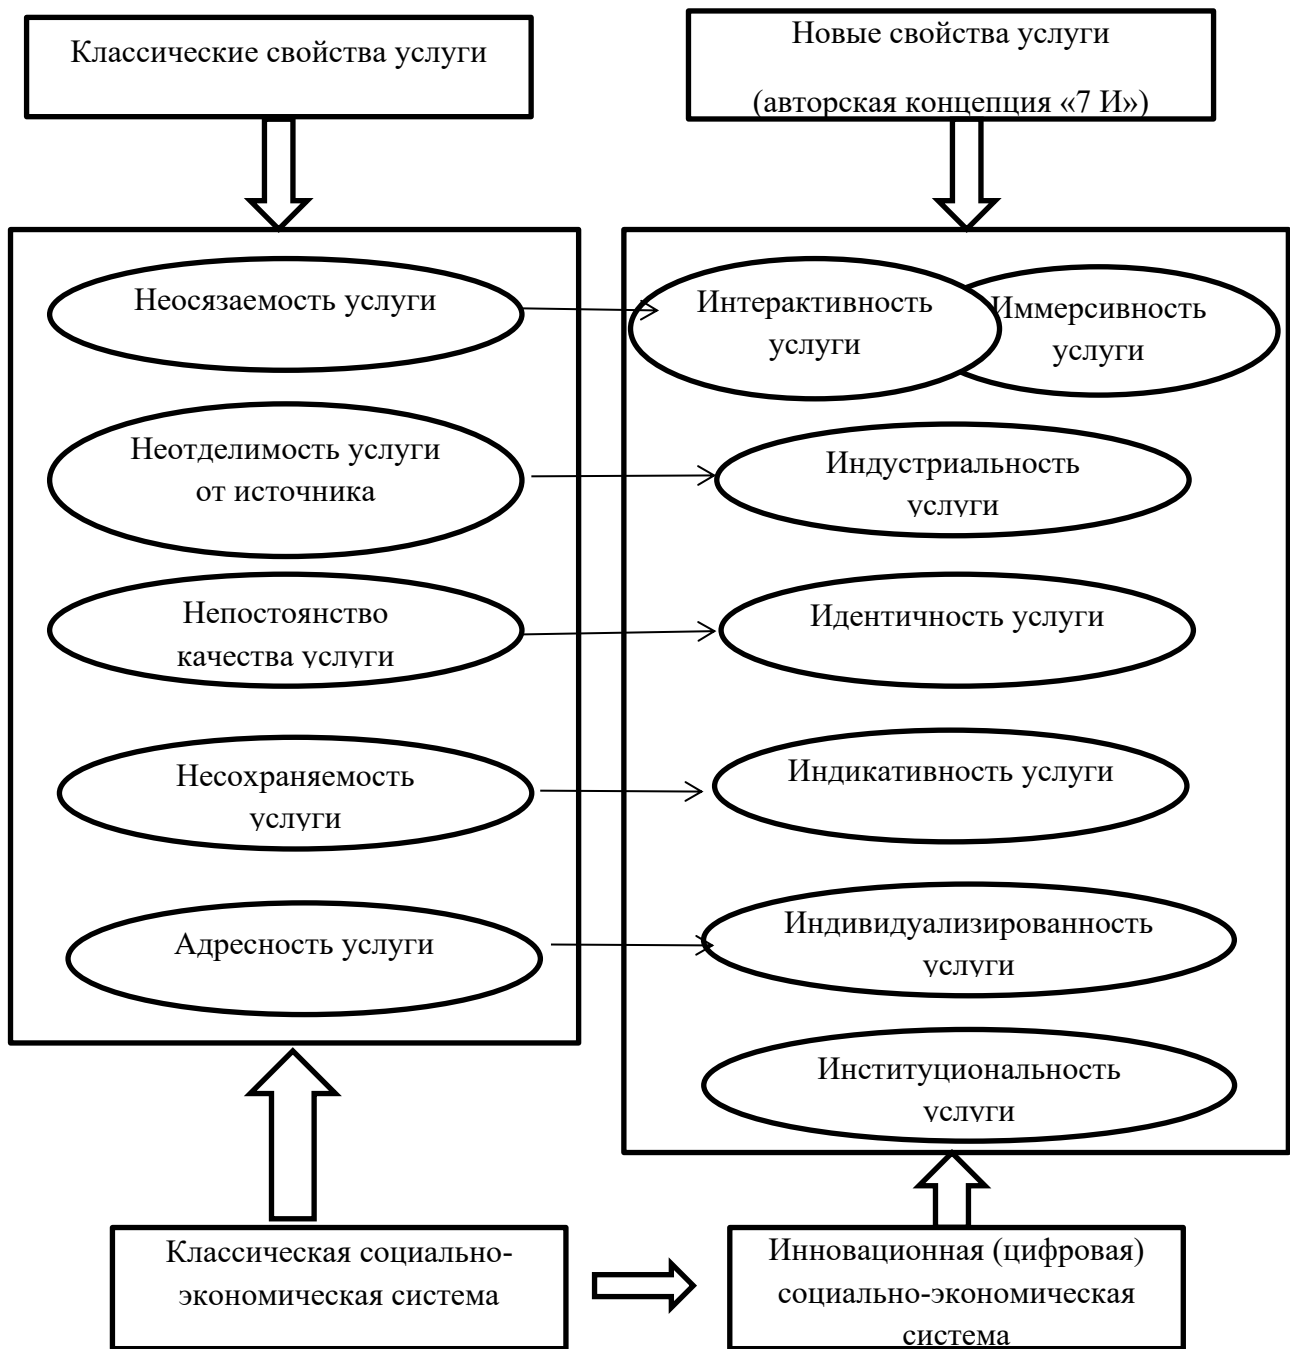 Классические свойства услуги
Новые свойства услуги
(авторская концепция «7 И»)
Неосязаемость услуги
Интерактивность
услуги
Иммерсивность
услуги
Неотделимость услуги
от источника
Индустриальность
услуги
Непостоянство
качества услуги
Идентичность услуги
Несохраняемость
услуги
Индикативность услуги
Адресность услуги
Индивидуализированность
услуги
Институциональность
услуги
Классическая социально-
экономическая система
Инновационная (цифровая)
социально-экономическая
система